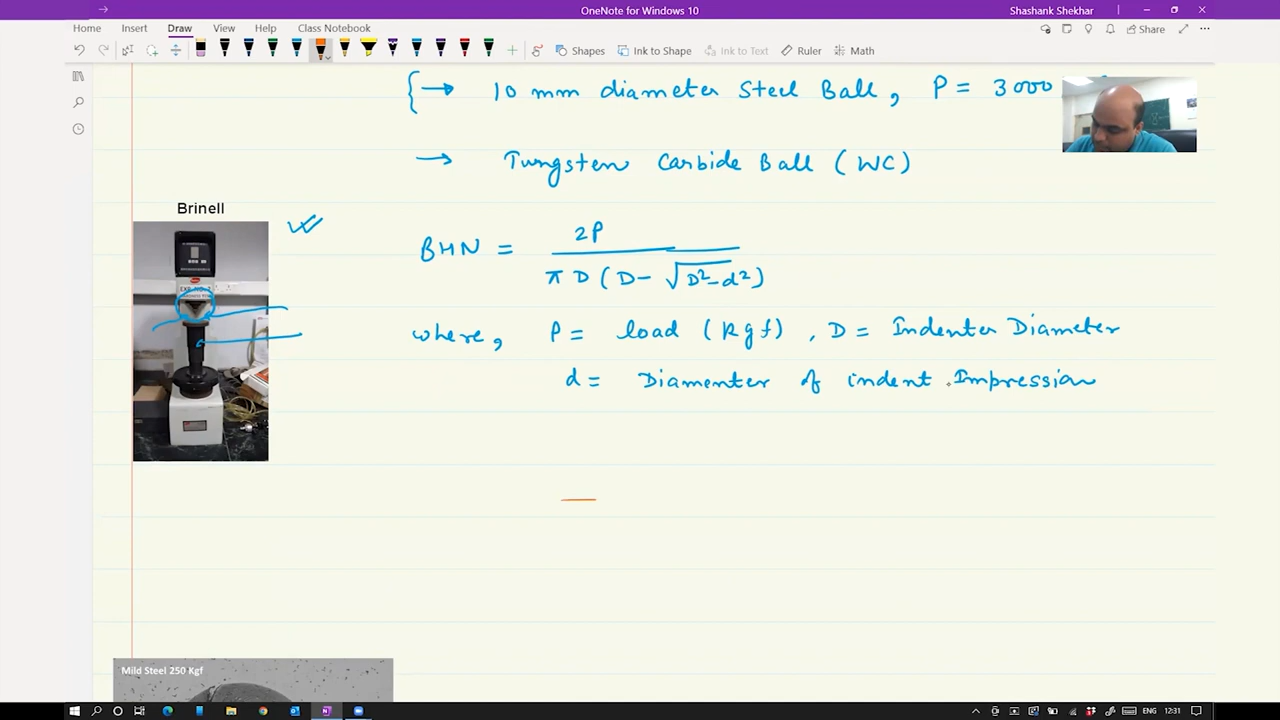 OneNote for Windows 10
Shashank Shekhar
Home Insert Draw View Help Class Notebook
Share
Shapes Ink to Shape Ink to Text Ruler Math
→ 10 mm diameter Steel Ball, P = 3000
→ Tungsten Carbide Ball (WC)
Brinell
BHN = 2P / π D (D - √D²-d²)
where, P = load (Kgf), D = Indenter Diameter
d = Diamenter of indent Impression
Mild Steel 250 Kgf
ENG 12:31